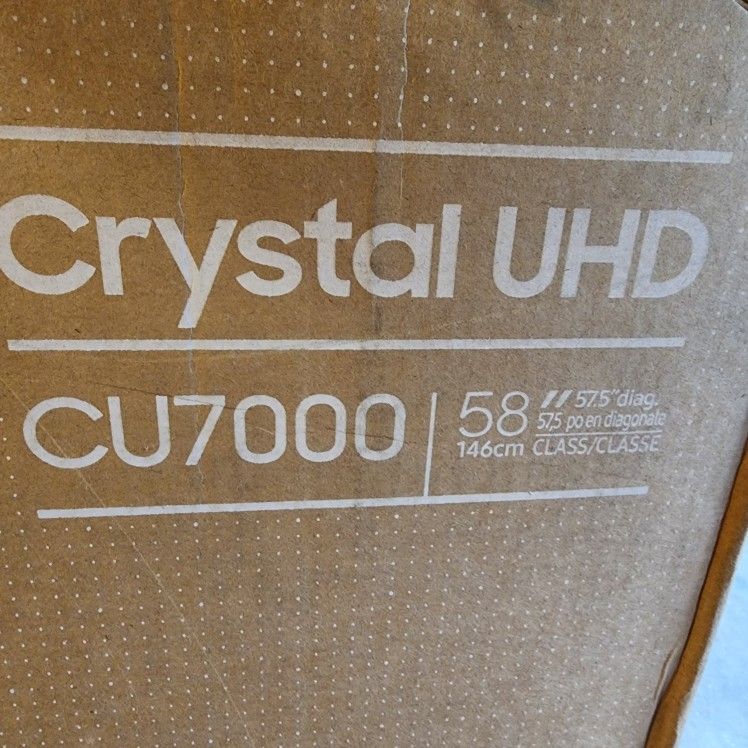 Crystal UHD
CU7000
58" 57.5" diag.
57,5 po en diagonale
146cm CLASS/CLASSE